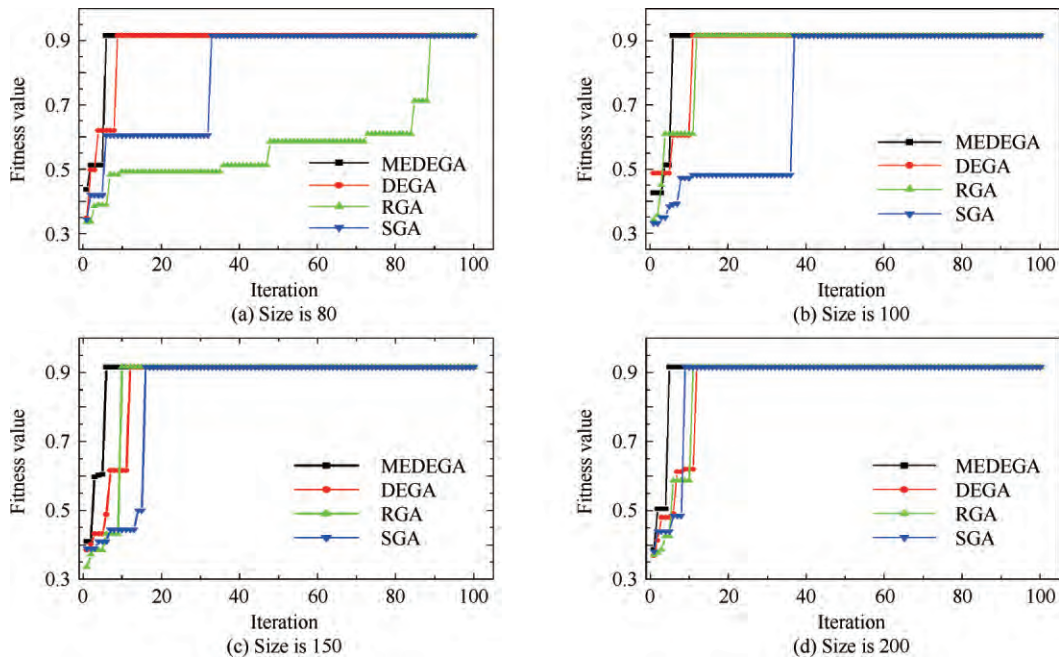 0.9
0.7
0.5
0.3
Fitness value
MEDEGA
DEGA
RGA
SGA
0 20 40 60 80 100
Iteration
(a) Size is 80
0.9
0.7
0.5
0.3
Fitness value
MEDEGA
DEGA
RGA
SGA
0 20 40 60 80 100
Iteration
(b) Size is 100
0.9
0.7
0.5
0.3
Fitness value
MEDEGA
DEGA
RGA
SGA
0 20 40 60 80 100
Iteration
(c) Size is 150
0.9
0.7
0.5
0.3
Fitness value
MEDEGA
DEGA
RGA
SGA
0 20 40 60 80 100
Iteration
(d) Size is 200